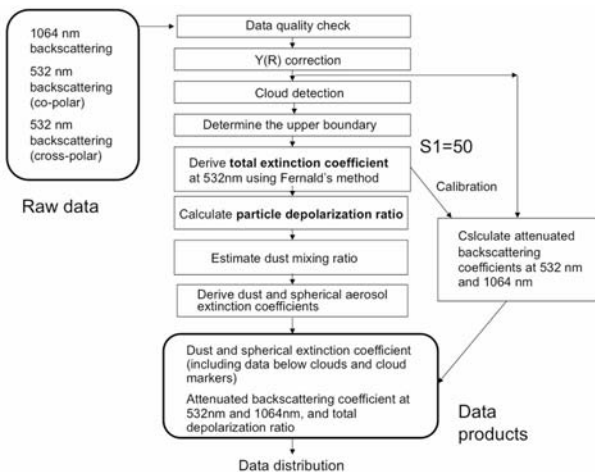 1064 nm
backscattering
532 nm
backscattering
(co-polar)
532 nm
backscattering
(cross-polar)
Raw data
Data quality check
Y(R) correction
Cloud detection
Determine the upper boundary
Derive total extinction coefficient
at 532nm using Fernald's method
S1=50
Calibration
Calculate particle depolarization ratio
Estimate dust mixing ratio
Derive dust and spherical aerosol
extinction coefficients
Cslculate attenuated
backscattering
coefficients at 532 nm
and 1064 nm
Dust and spherical extinction coefficient
(including data below clouds and cloud
markers)
Attenuated backscattering coefficient at
532nm and 1064nm, and total
depolarization ratio
Data
products
Data distribution